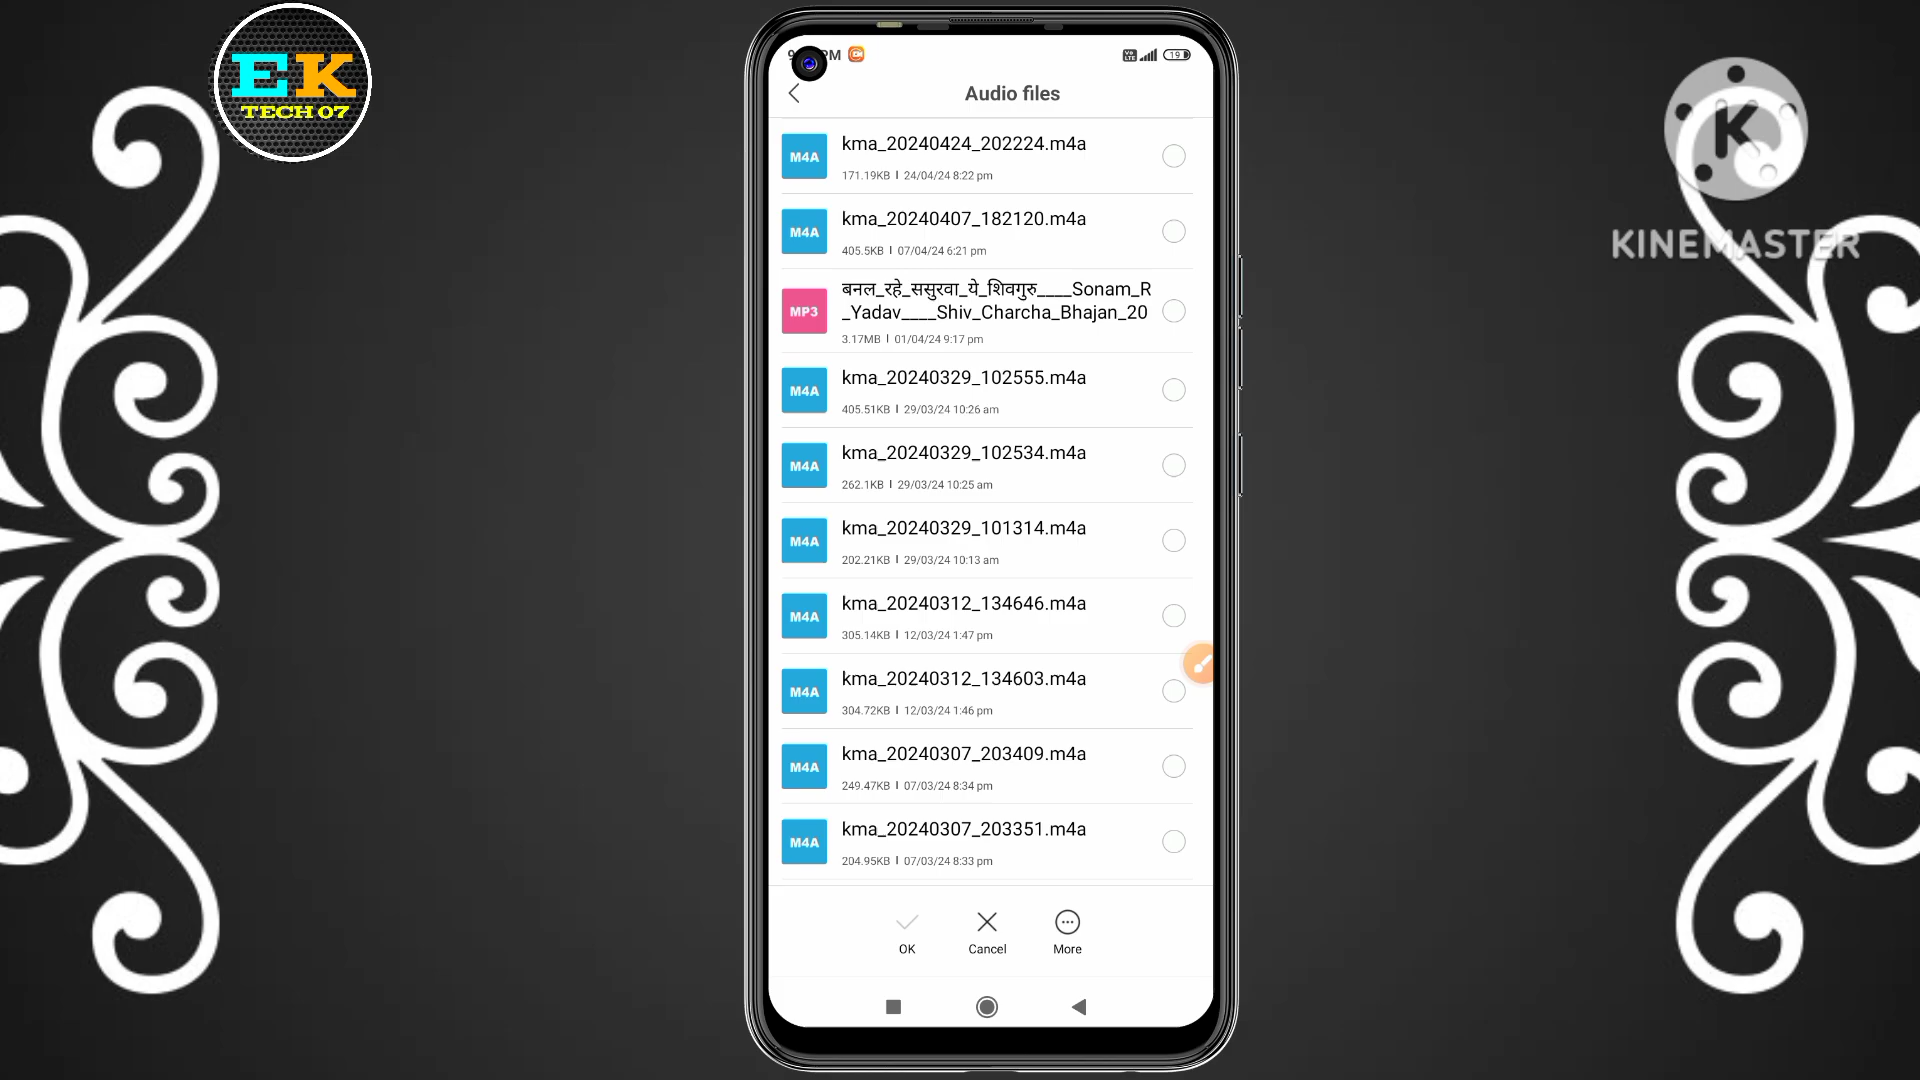 EK
TECH 07
K
KINEMASTER
PM
19
Audio files
M4A
kma_20240424_202224.m4a
171.19KB | 24/04/24 8:22 pm
M4A
kma_20240407_182120.m4a
405.5KB | 07/04/24 6:21 pm
MP3
बनल_रहे_ससुरवा_ये_शिवगुरु____Sonam_R
_Yadav____Shiv_Charcha_Bhajan_20
3.17MB | 01/04/24 9:17 pm
M4A
kma_20240329_102555.m4a
405.51KB | 29/03/24 10:26 am
M4A
kma_20240329_102534.m4a
262.1KB | 29/03/24 10:25 am
M4A
kma_20240329_101314.m4a
202.21KB | 29/03/24 10:13 am
M4A
kma_20240312_134646.m4a
305.14KB | 12/03/24 1:47 pm
M4A
kma_20240312_134603.m4a
304.72KB | 12/03/24 1:46 pm
M4A
kma_20240307_203409.m4a
249.47KB | 07/03/24 8:34 pm
M4A
kma_20240307_203351.m4a
204.95KB | 07/03/24 8:33 pm
OK
Cancel
More